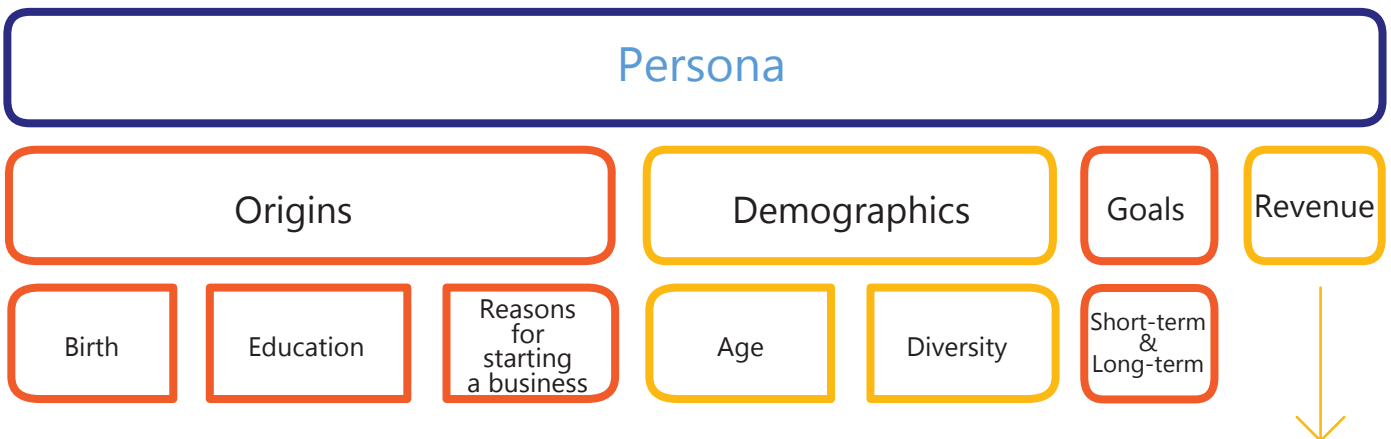 Persona
Origins
Demographics
Goals
Revenue
Birth
Education
Reasons
for
starting
a business
Age
Diversity
Short-term
&
Long-term